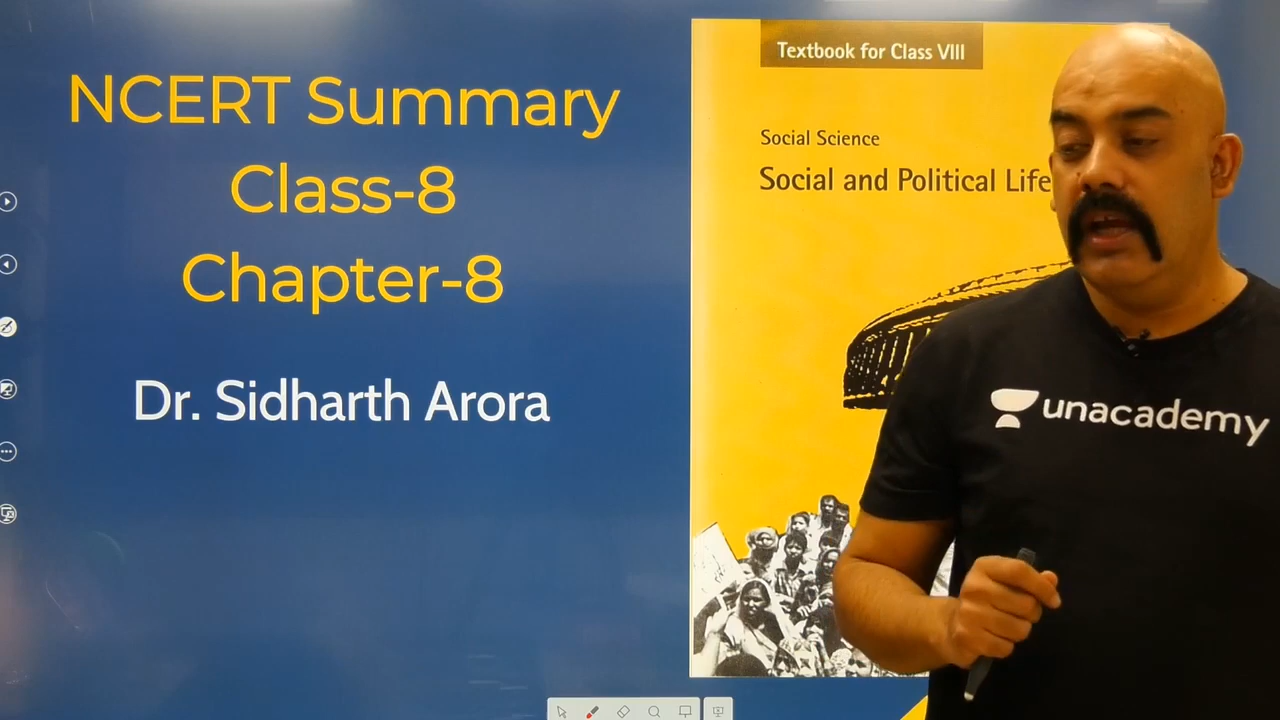 NCERT Summary
Class-8
Chapter-8
Dr. Sidharth Arora
Textbook for Class VIII
Social Science
Social and Political Life
unacademy